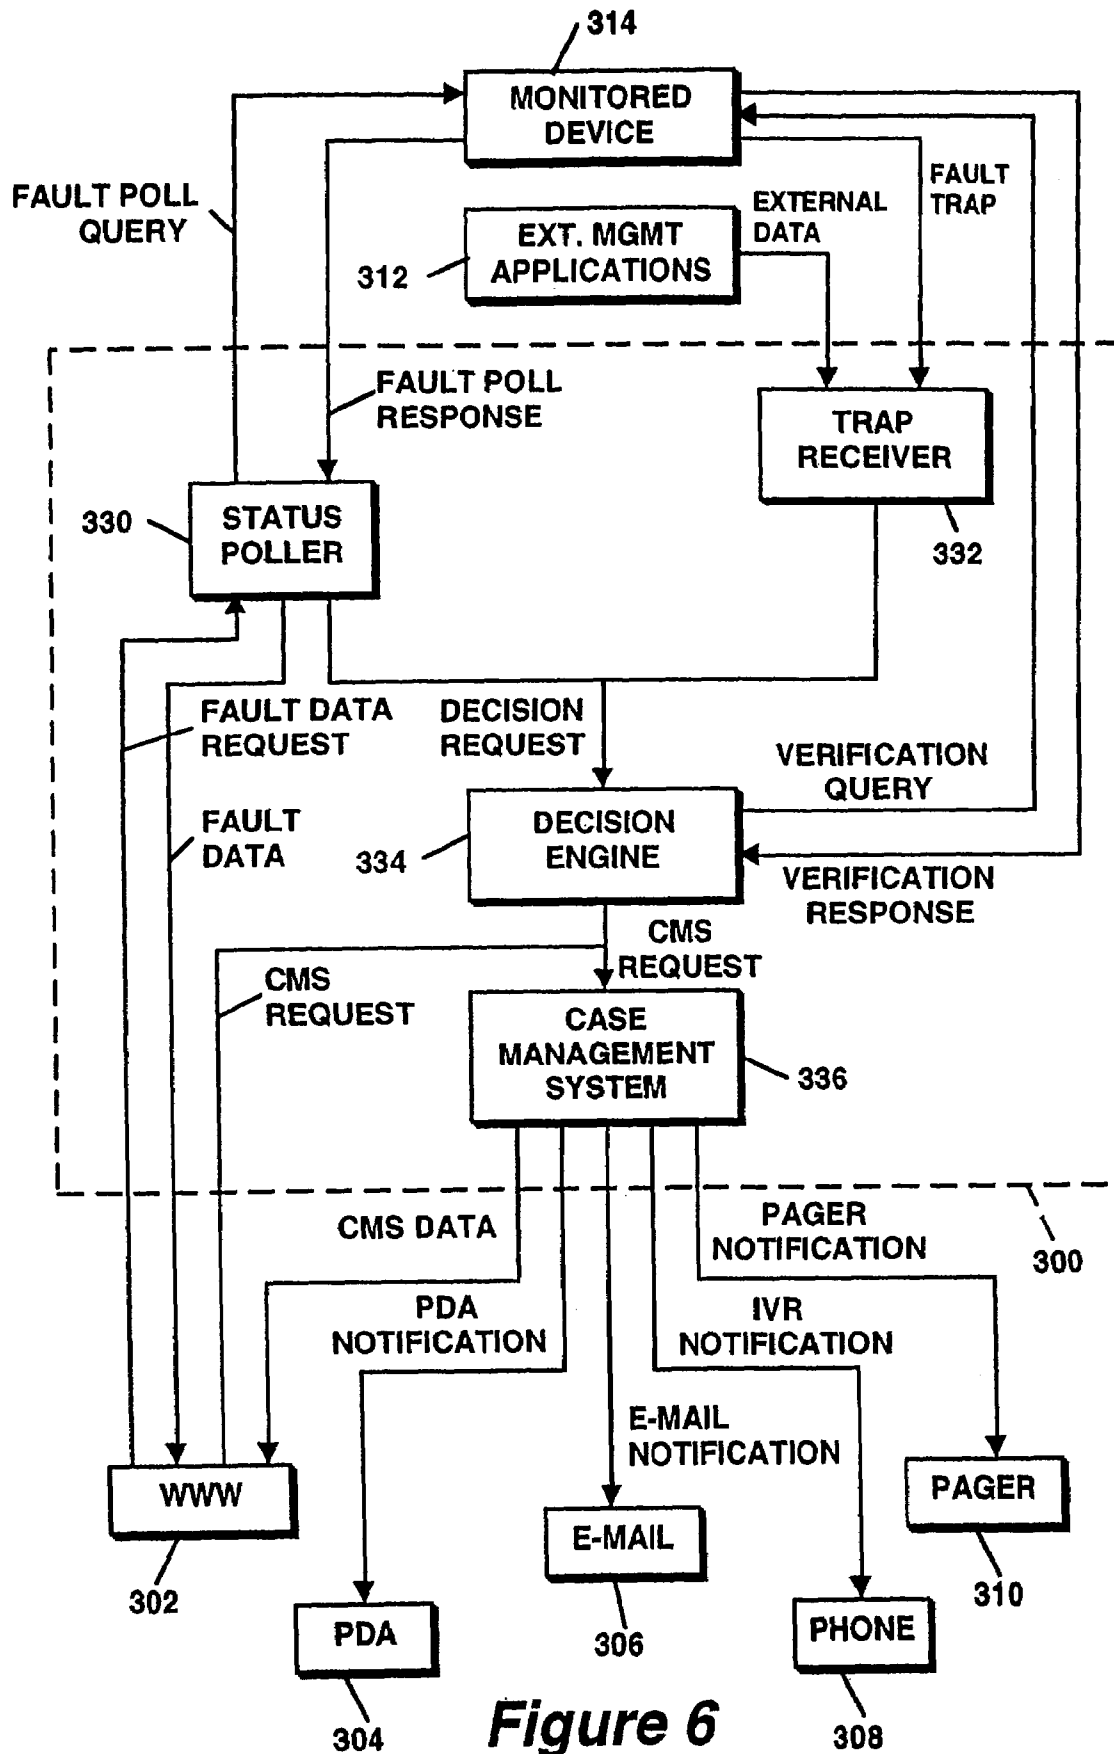 314
MONITORED
DEVICE
FAULT POLL
QUERY
FAULT
TRAP
EXTERNAL
DATA
EXT. MGMT
APPLICATIONS
312
FAULT POLL
RESPONSE
TRAP
RECEIVER
332
330
STATUS
POLLER
FAULT DATA
REQUEST
DECISION
REQUEST
VERIFICATION
QUERY
FAULT
DATA
334
DECISION
ENGINE
VERIFICATION
RESPONSE
CMS
REQUEST
CMS
REQUEST
CASE
MANAGEMENT
SYSTEM
336
CMS DATA
PAGER
NOTIFICATION
300
PDA
NOTIFICATION
IVR
NOTIFICATION
E-MAIL
NOTIFICATION
WWW
302
PAGER
310
E-MAIL
306
PDA
304
PHONE
308
Figure 6